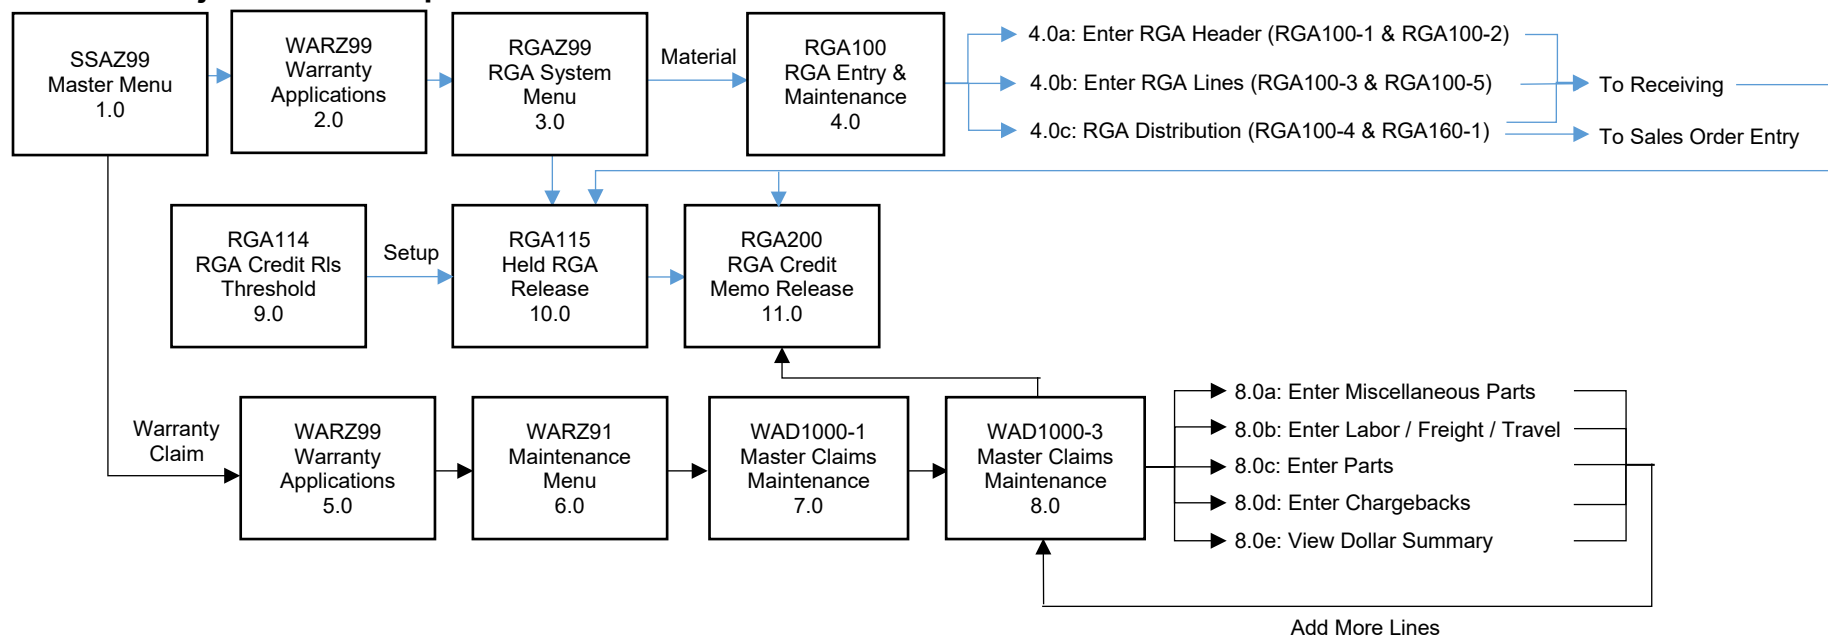 SSAZ99
Master Menu
1.0
WARZ99
Warranty
Applications
2.0
RGAZ99
RGA System
Menu
3.0
Material
RGA100
RGA Entry &
Maintenance
4.0
4.0a: Enter RGA Header (RGA100-1 & RGA100-2)
4.0b: Enter RGA Lines (RGA100-3 & RGA100-5)
4.0c: RGA Distribution (RGA100-4 & RGA160-1)
To Receiving
To Sales Order Entry
RGA114
RGA Credit Rls
Threshold
9.0
Setup
RGA115
Held RGA
Release
10.0
RGA200
RGA Credit
Memo Release
11.0
Warranty
Claim
WARZ99
Warranty
Applications
5.0
WARZ91
Maintenance
Menu
6.0
WAD1000-1
Master Claims
Maintenance
7.0
WAD1000-3
Master Claims
Maintenance
8.0
8.0a: Enter Miscellaneous Parts
8.0b: Enter Labor / Freight / Travel
8.0c: Enter Parts
8.0d: Enter Chargebacks
8.0e: View Dollar Summary
Add More Lines